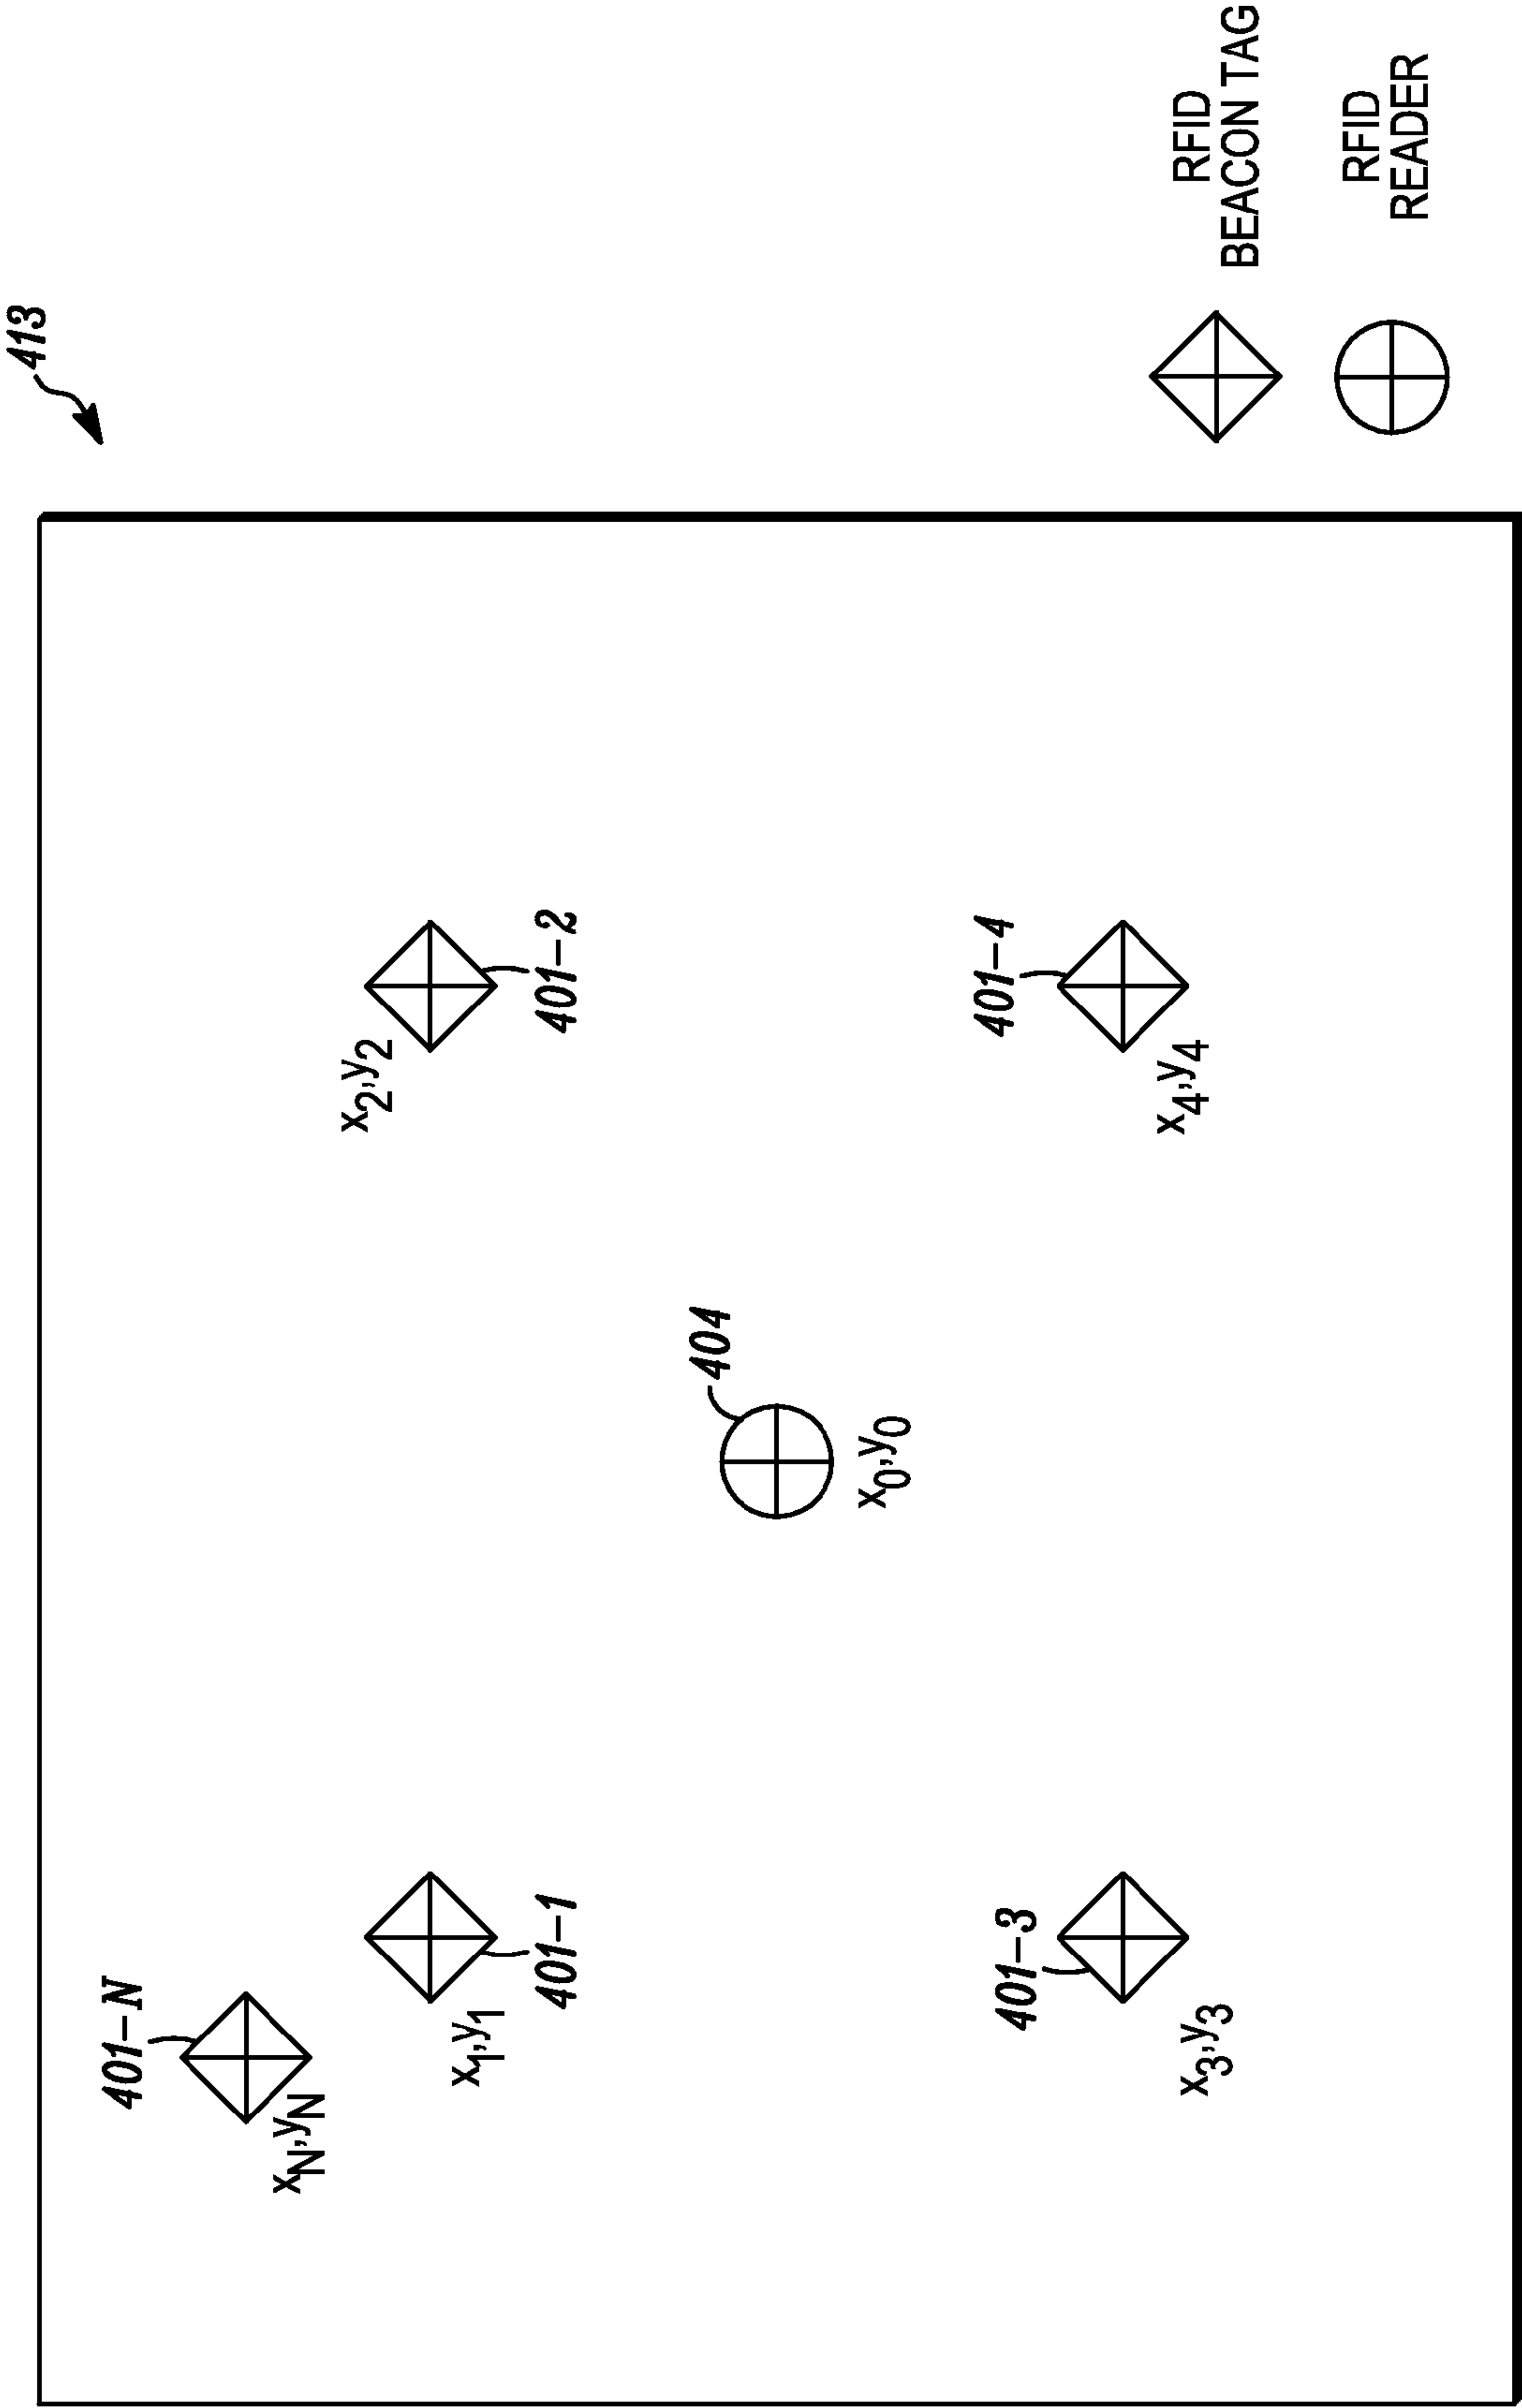 413
401-N
xN,yN
401-1
x1,y1
401-2
x2,y2
404
x0,y0
401-3
x3,y3
401-4
x4,y4
RFID
BEACON TAG
RFID
READER